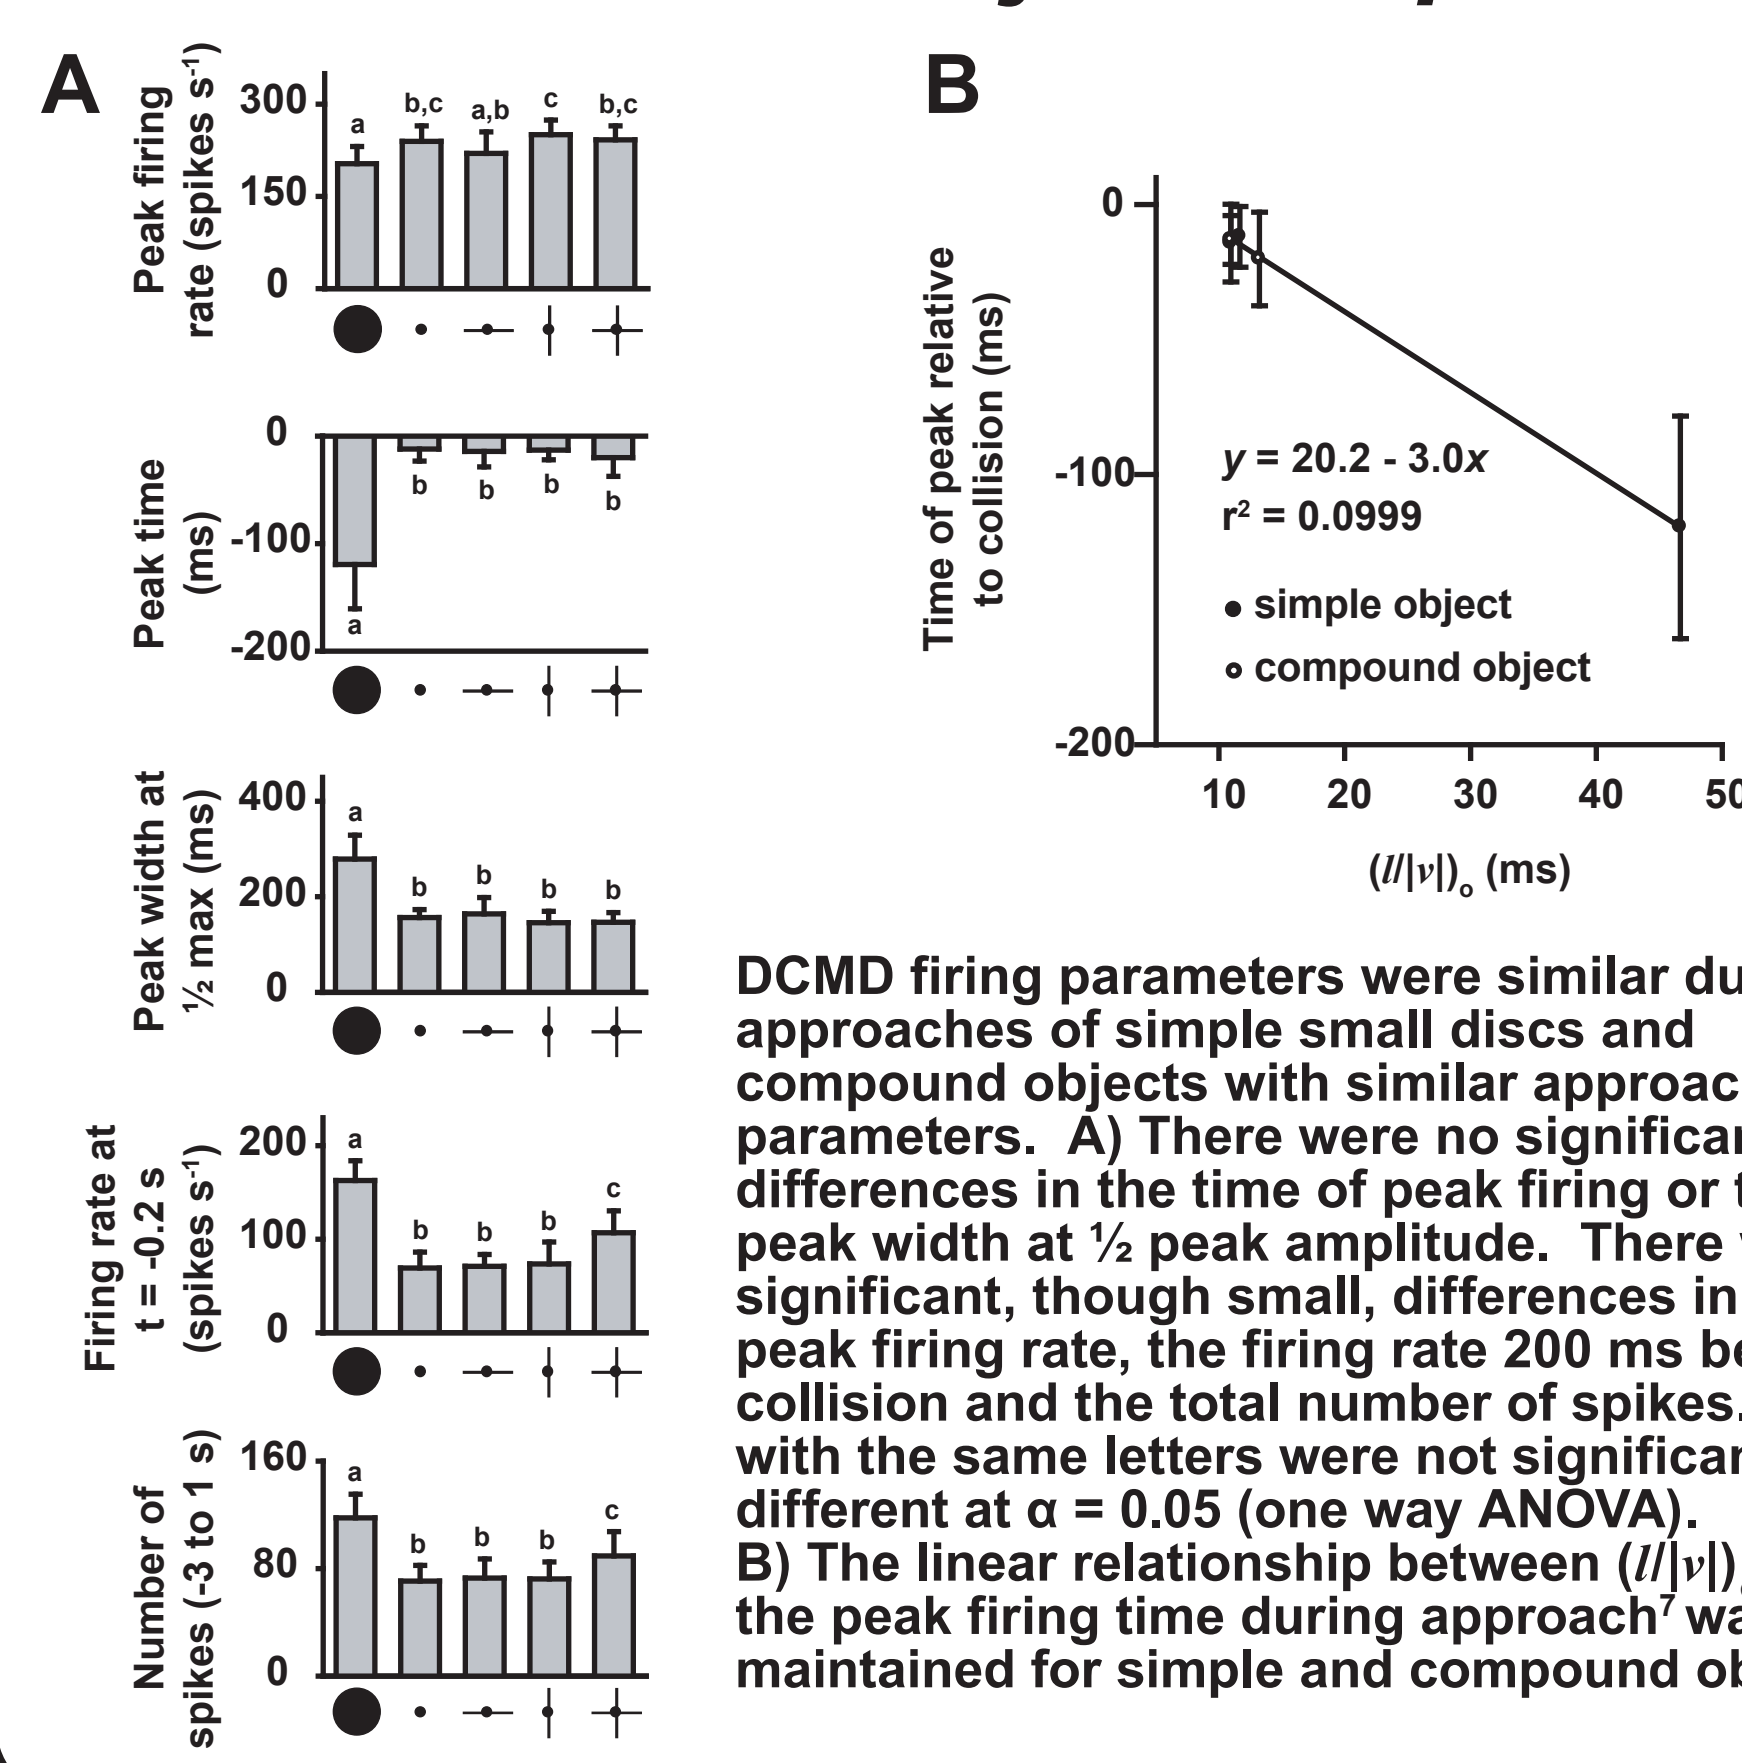 A
Peak firing
rate (spikes s-1)
300
150
0
a
b,c
a,b
c
b,c
Peak time
(ms)
0
-100
-200
a
b
b
b
b
Peak width at
½ max (ms)
400
200
0
a
b
b
b
b
Firing rate at
t = -0.2 s
(spikes s-1)
200
100
0
a
b
b
b
c
Number of
spikes (-3 to 1 s)
160
80
0
a
b
b
b
c
B
Time of peak relative
to collision (ms)
0
-100
-200
y = 20.2 - 3.0x
r² = 0.0999
simple object
compound object
10 20 30 40 50
(l/|v|)o (ms)
DCMD firing parameters were similar du
approaches of simple small discs and
compound objects with similar approac
parameters. A) There were no significan
differences in the time of peak firing or t
peak width at ½ peak amplitude. There
significant, though small, differences in
peak firing rate, the firing rate 200 ms be
collision and the total number of spikes.
with the same letters were not significan
different at α = 0.05 (one way ANOVA).
B) The linear relationship between (l/|v|)
the peak firing time during approach⁷ wa
maintained for simple and compound ob